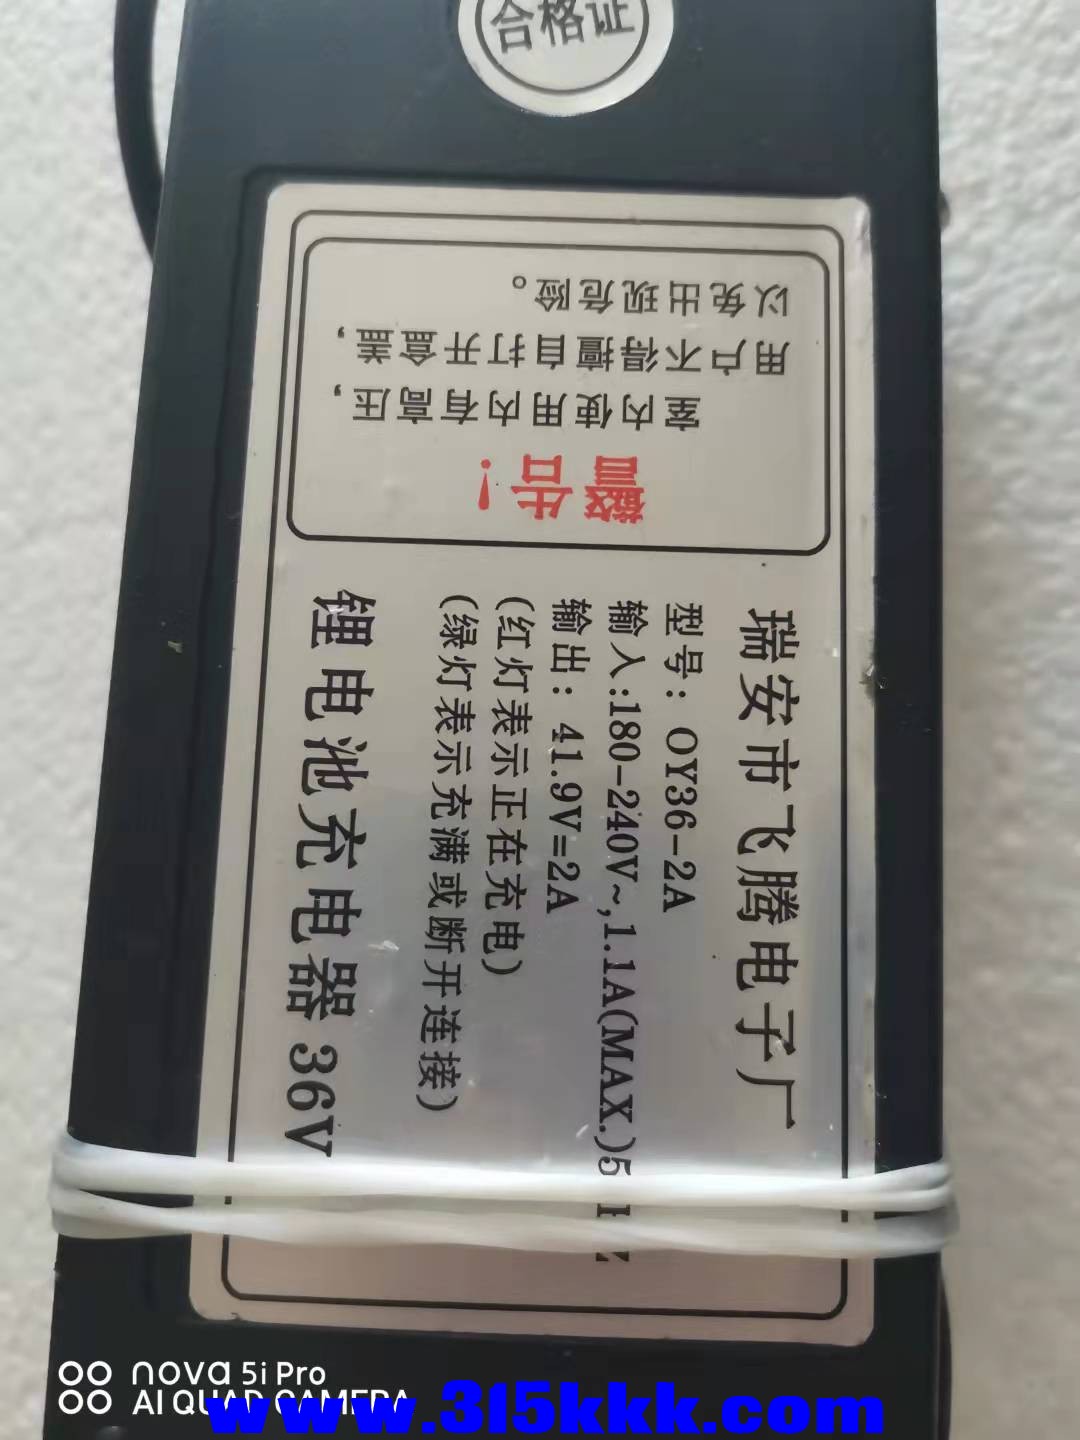 合格证
警告！
室内使用内有高压，
用户不得擅自打开盒盖，
以免出现危险。
瑞安市飞腾电子厂
型号：OY36-2A
输入:180-240V~,1.1A(MAX.)5
输出：41.9V=2A
(红灯表示正在充电)
(绿灯表示充满或断开连接)
锂电池充电器 36V
nova 5i Pro
AI QUAD CAMERA
www.315kkk.com